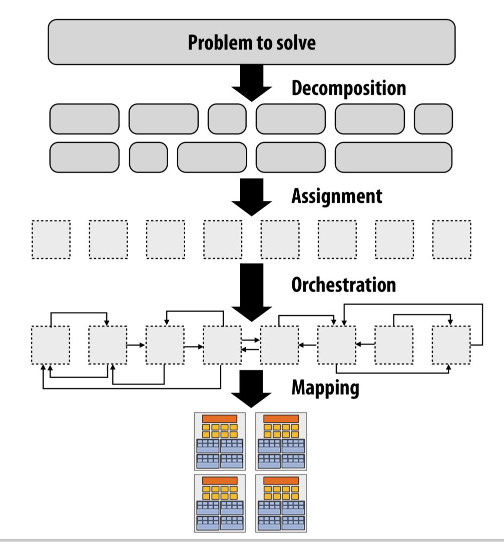 Problem to solve
Decomposition
Assignment
Orchestration
Mapping